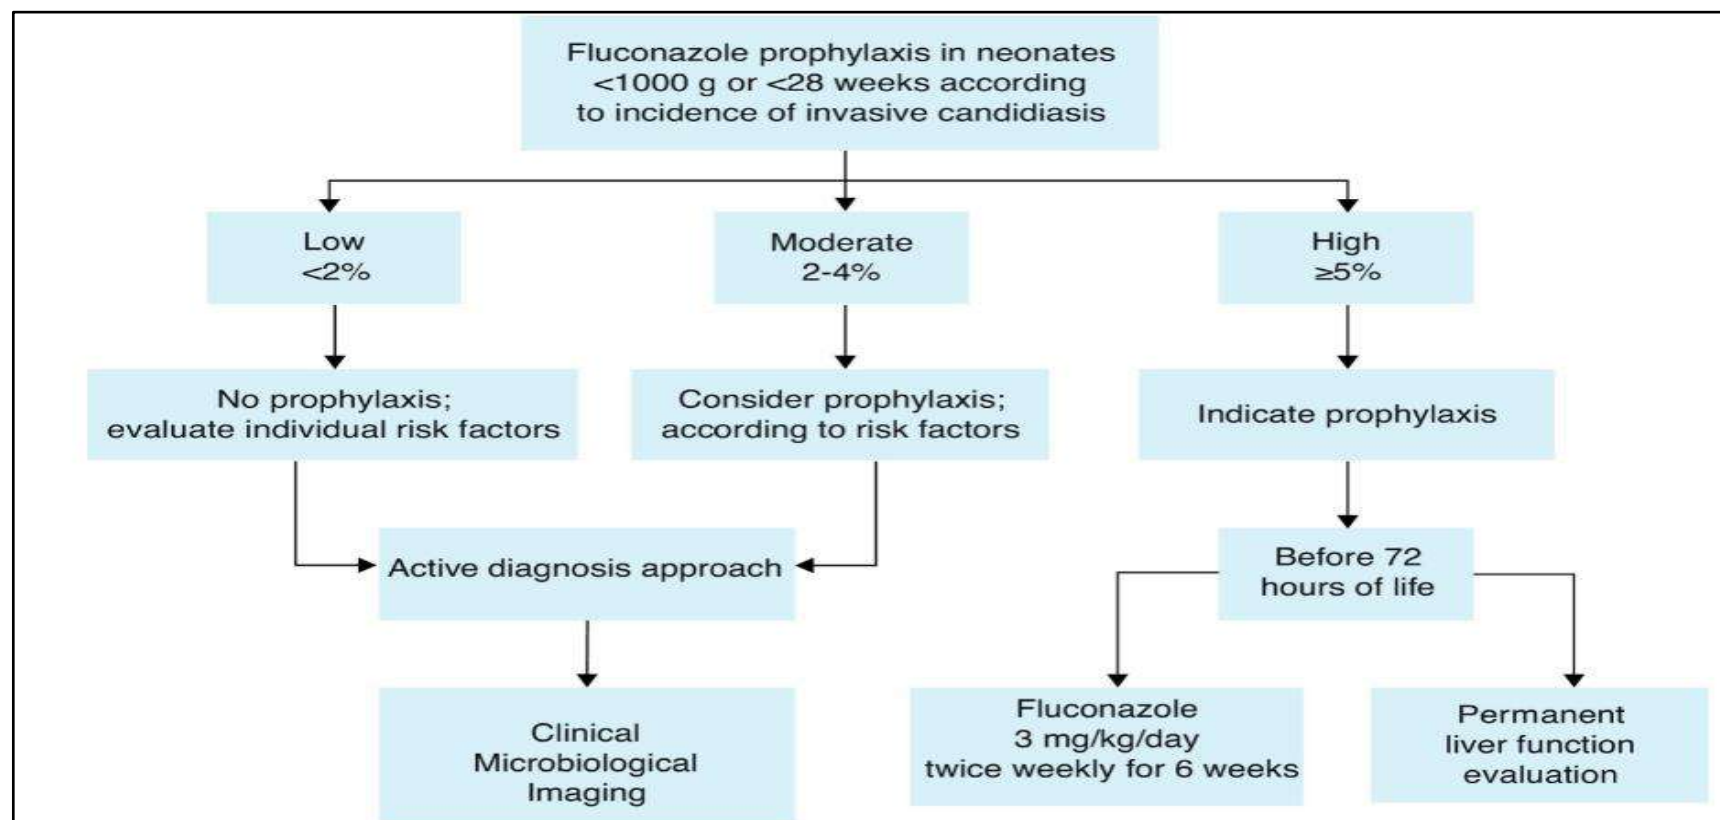 Fluconazole prophylaxis in neonates
<1000 g or <28 weeks according
to incidence of invasive candidiasis
Low
<2%
Moderate
2-4%
High
≥5%
No prophylaxis;
evaluate individual risk factors
Consider prophylaxis;
according to risk factors
Indicate prophylaxis
Active diagnosis approach
Before 72
hours of life
Clinical
Microbiological
Imaging
Fluconazole
3 mg/kg/day
twice weekly for 6 weeks
Permanent
liver function
evaluation